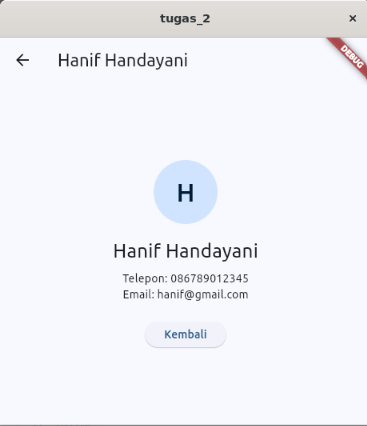 tugas_2
×
Hanif Handayani
DEBUG
H
Hanif Handayani
Telepon: 086789012345
Email: hanif@gmail.com
Kembali